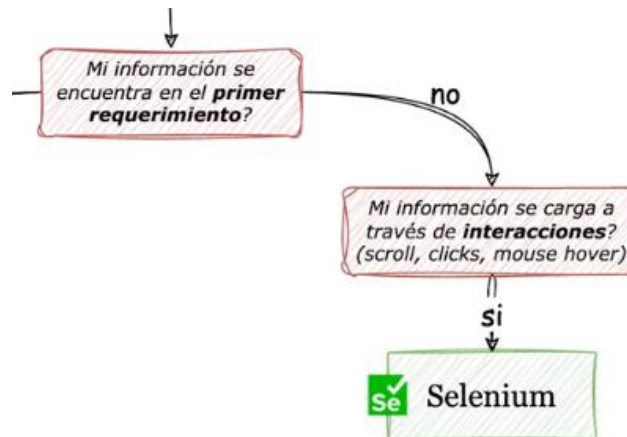 Mi información se
encuentra en el primer
requerimiento?
no
Mi información se carga a
través de interacciones?
(scroll, clicks, mouse hover)
si
Se
Selenium